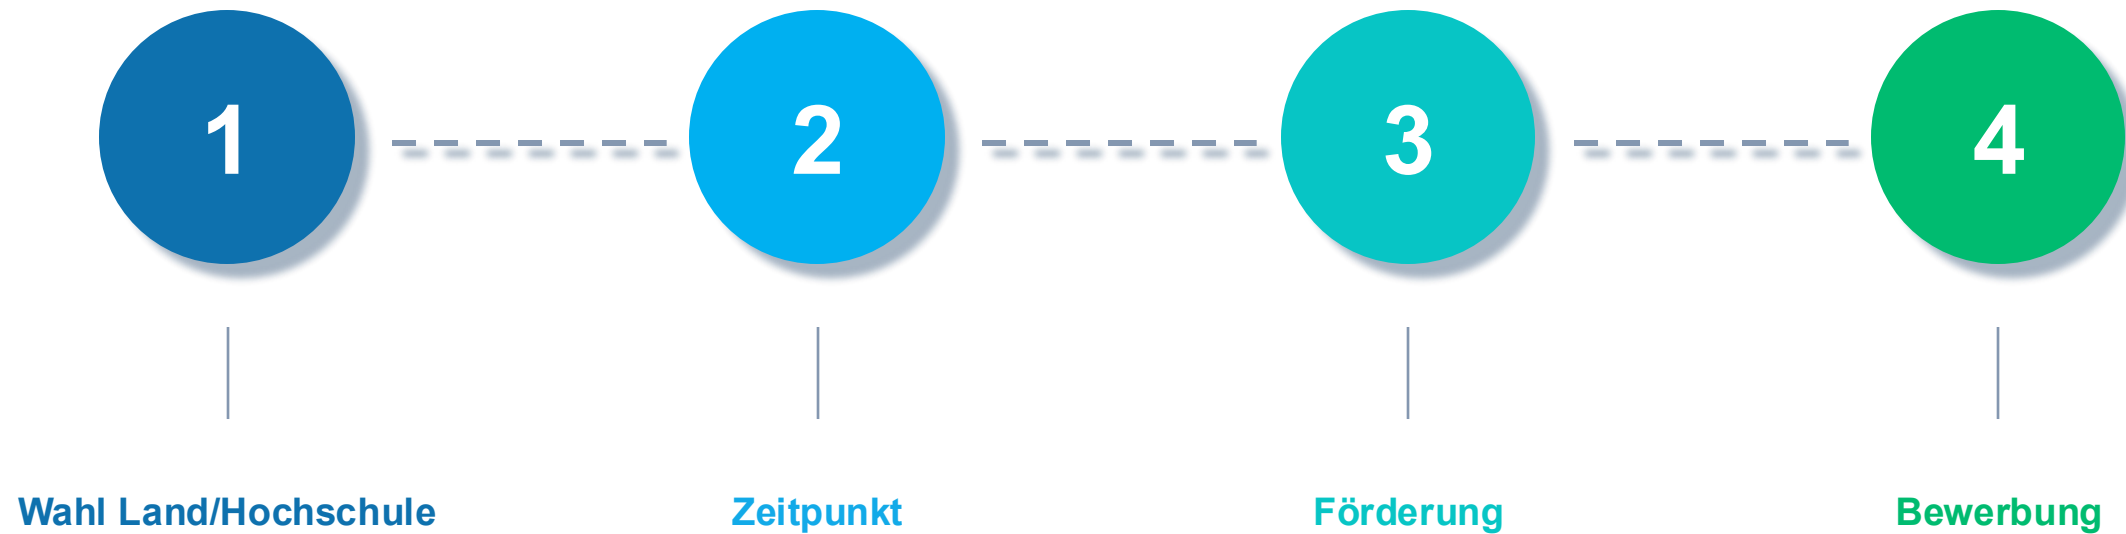 1
2
3
4
Wahl Land/Hochschule
Zeitpunkt
Förderung
Bewerbung